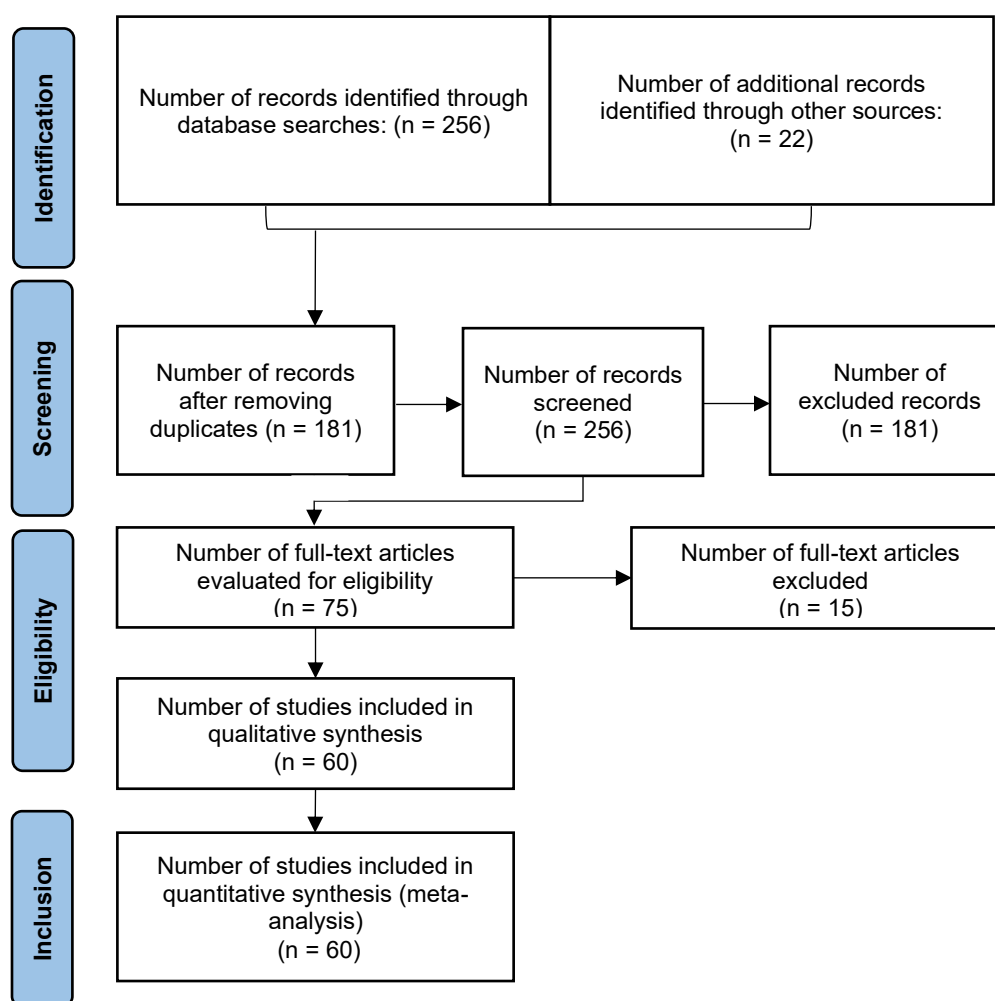 Identification
Number of records identified through
database searches: (n = 256)
Number of additional records
identified through other sources:
(n = 22)
Screening
Number of records
after removing
duplicates (n = 181)
Number of records
screened
(n = 256)
Number of
excluded records
(n = 181)
Eligibility
Number of full-text articles
evaluated for eligibility
(n = 75)
Number of full-text articles
excluded
(n = 15)
Number of studies included in
qualitative synthesis
(n = 60)
Inclusion
Number of studies included in
quantitative synthesis (meta-
analysis)
(n = 60)